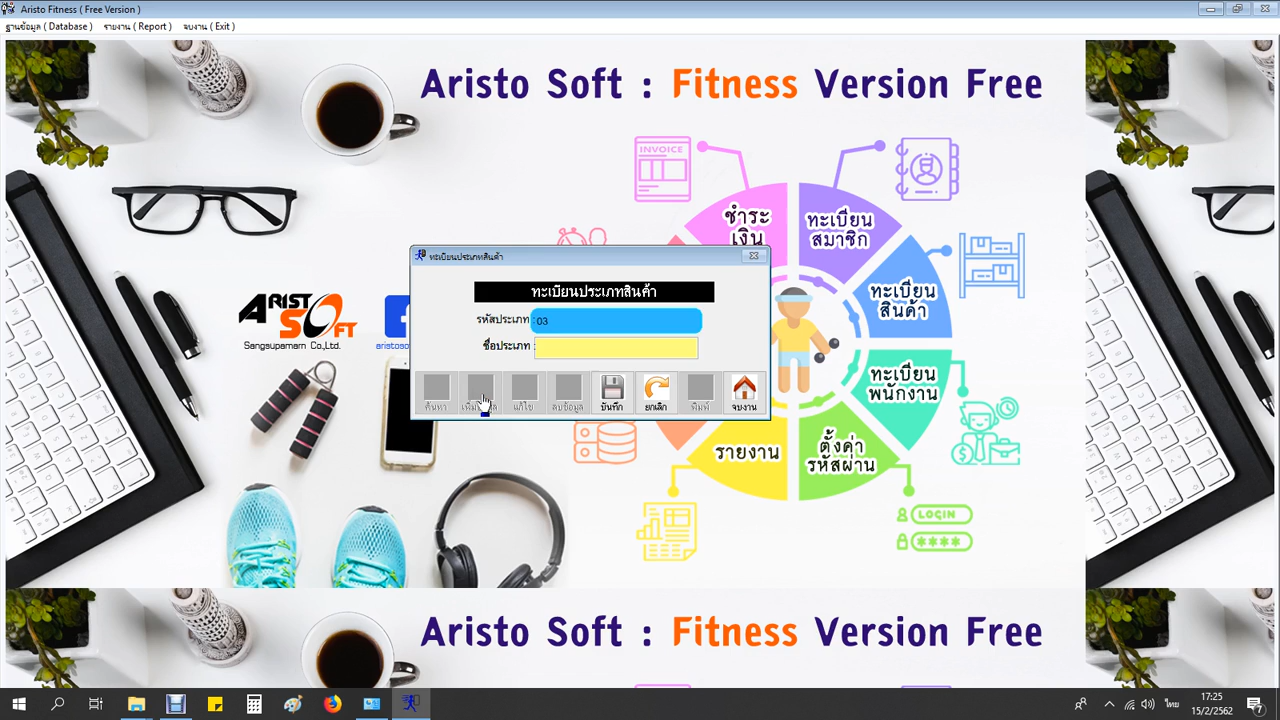 Aristo Fitness ( Free Version )
ฐานข้อมูล ( Database ) รายงาน ( Report ) จบงาน ( Exit )
Aristo Soft : Fitness Version Free
INVOICE
ชำระ
เงิน
ทะเบียน
สมาชิก
ทะเบียน
สินค้า
ทะเบียน
พนักงาน
ตั้งค่า
รหัสผ่าน
รายงาน
LOGIN
****
ARIST
SOFT
Sangsupamarn Co.,Ltd.
aristoso
ทะเบียนประเภทสินค้า
ทะเบียนประเภทสินค้า
รหัสประเภท : 03
ชื่อประเภท :
ค้นหา แก้ไข ลบข้อมูล บันทึก ยกเลิก พิมพ์ จบงาน
Aristo Soft : Fitness Version Free
ไทย
17:25
15/2/2562
7